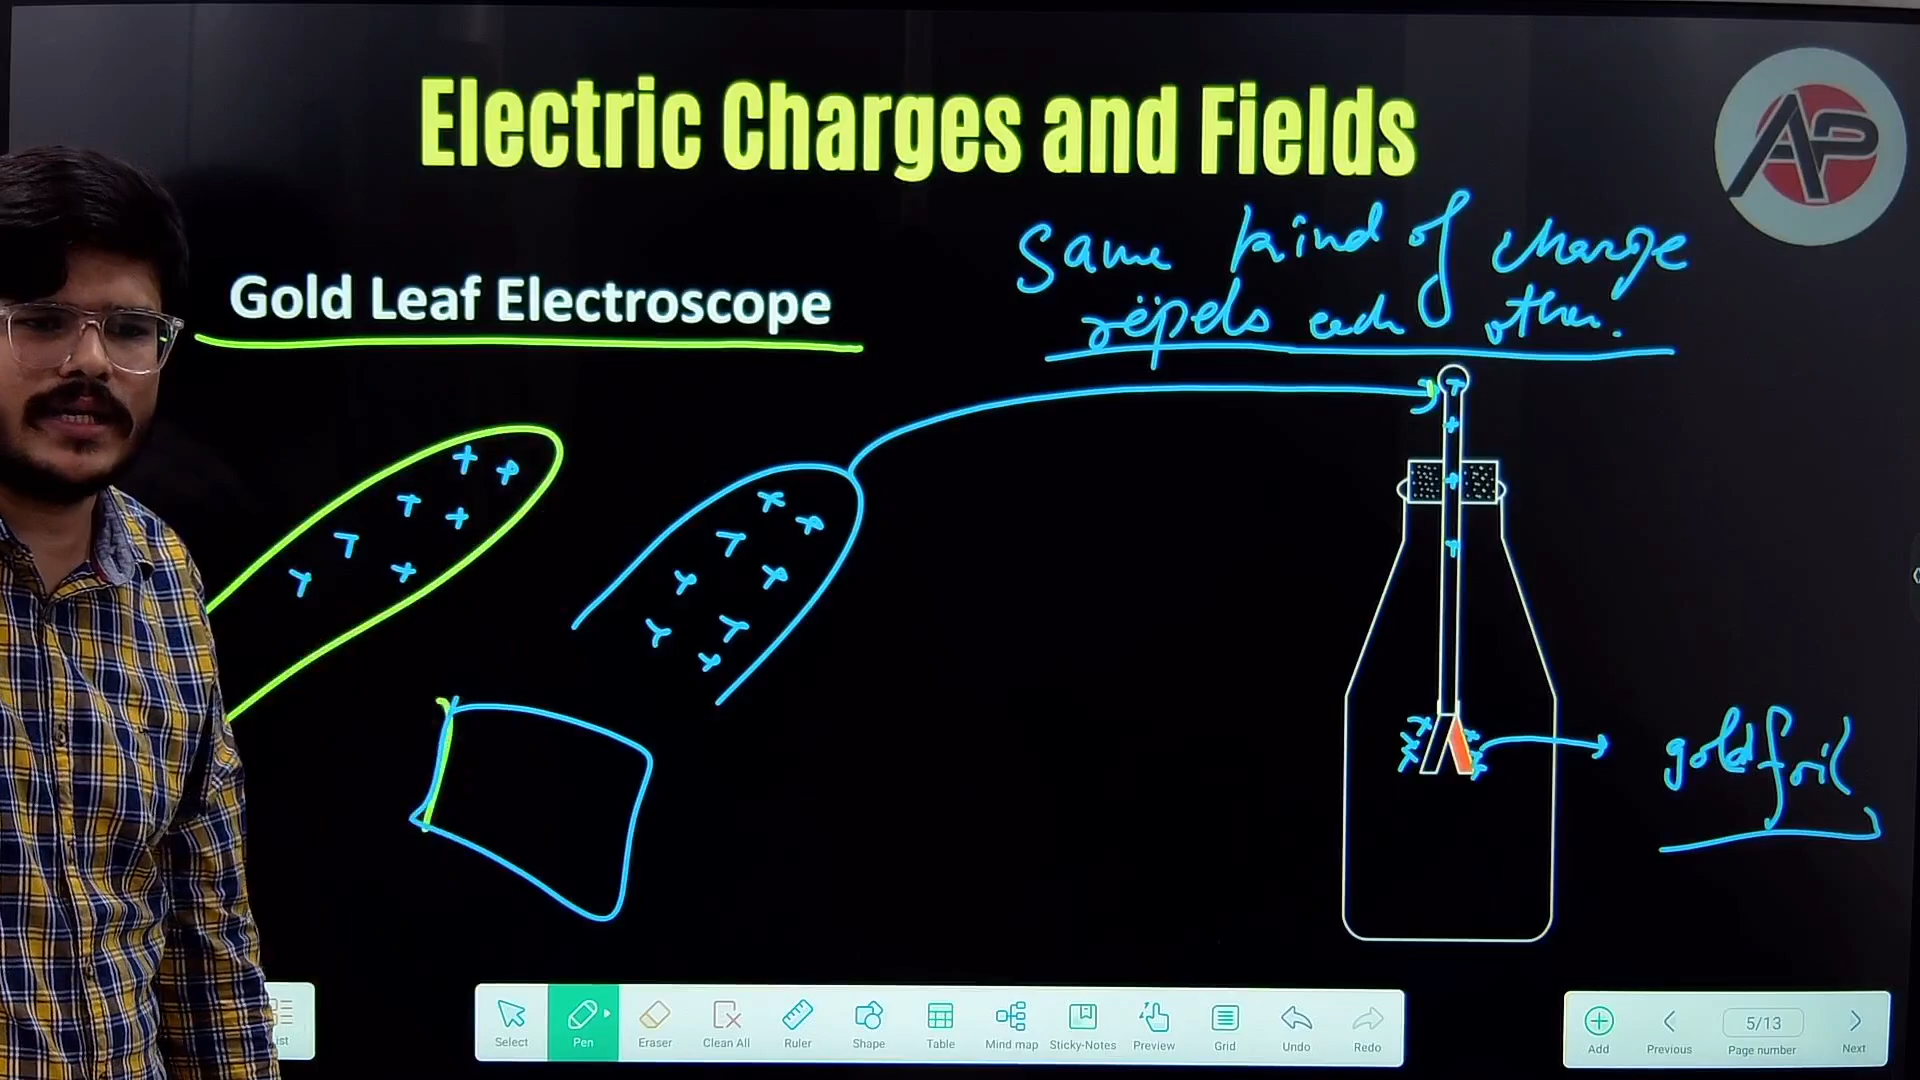 Electric Charges and Fields
AP
Same kind of charge
repels each other.
Gold Leaf Electroscope
gold foil
List
Select
Pen
Eraser
Clean All
Ruler
Shape
Table
Mind map
Sticky-Notes
Preview
Grid
Undo
Redo
Add
Previous
5/13
Page number
Next